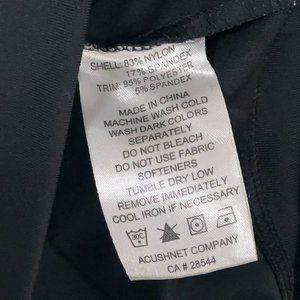 SHELL: 83% NYLON
17% SPANDEX
TRIM: 95% POLYESTER
5% SPANDEX
MADE IN CHINA
MACHINE WASH COLD
WASH DARK COLORS
SEPARATELY
DO NOT BLEACH
DO NOT USE FABRIC
SOFTENERS
TUMBLE DRY LOW
REMOVE IMMEDIATELY
COOL IRON IF NECESSARY
30C
ACUSHNET COMPANY
CA # 28544